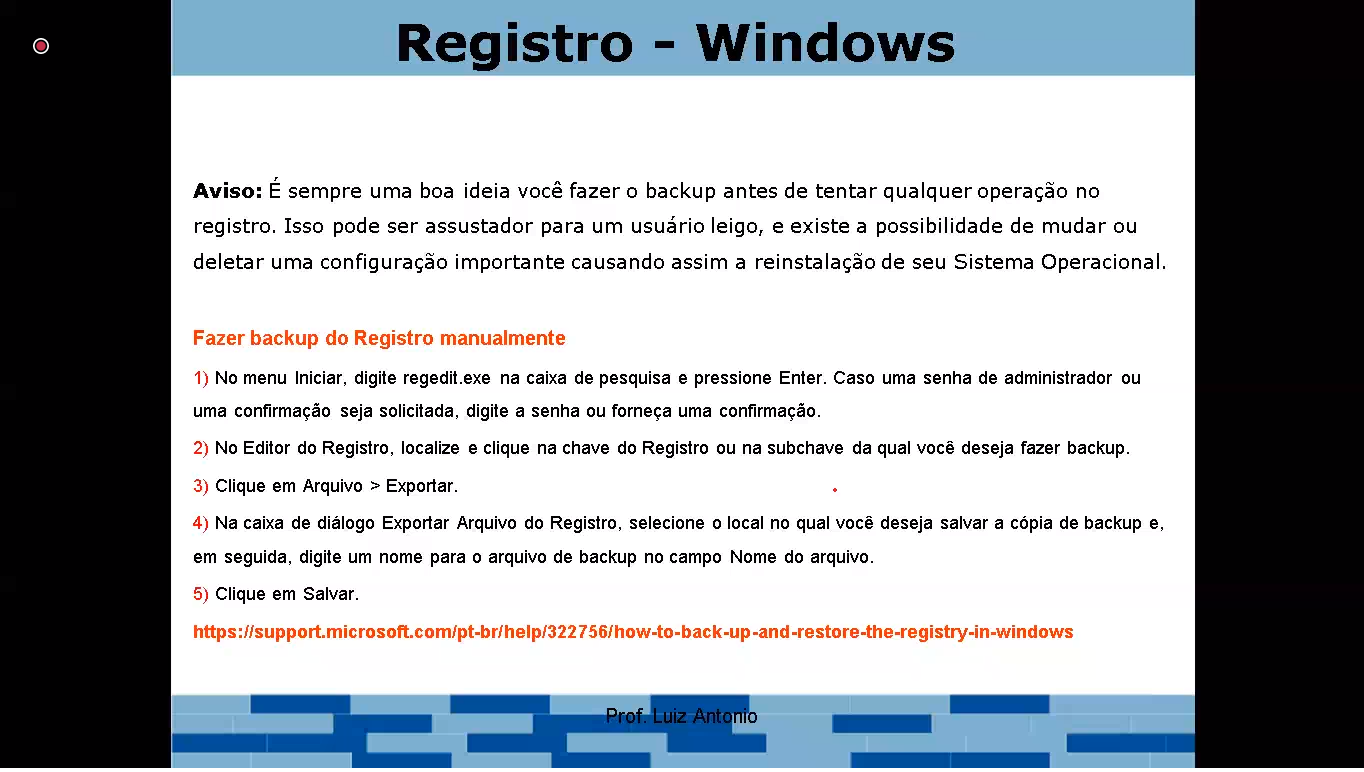 Registro - Windows
Aviso: É sempre uma boa ideia você fazer o backup antes de tentar qualquer operação no
registro. Isso pode ser assustador para um usuário leigo, e existe a possibilidade de mudar ou
deletar uma configuração importante causando assim a reinstalação de seu Sistema Operacional.
Fazer backup do Registro manualmente
1) No menu Iniciar, digite regedit.exe na caixa de pesquisa e pressione Enter. Caso uma senha de administrador ou
uma confirmação seja solicitada, digite a senha ou forneça uma confirmação.
2) No Editor do Registro, localize e clique na chave do Registro ou na subchave da qual você deseja fazer backup.
3) Clique em Arquivo > Exportar.
4) Na caixa de diálogo Exportar Arquivo do Registro, selecione o local no qual você deseja salvar a cópia de backup e,
em seguida, digite um nome para o arquivo de backup no campo Nome do arquivo.
5) Clique em Salvar.
https://support.microsoft.com/pt-br/help/322756/how-to-back-up-and-restore-the-registry-in-windows
Prof. Luiz Antonio